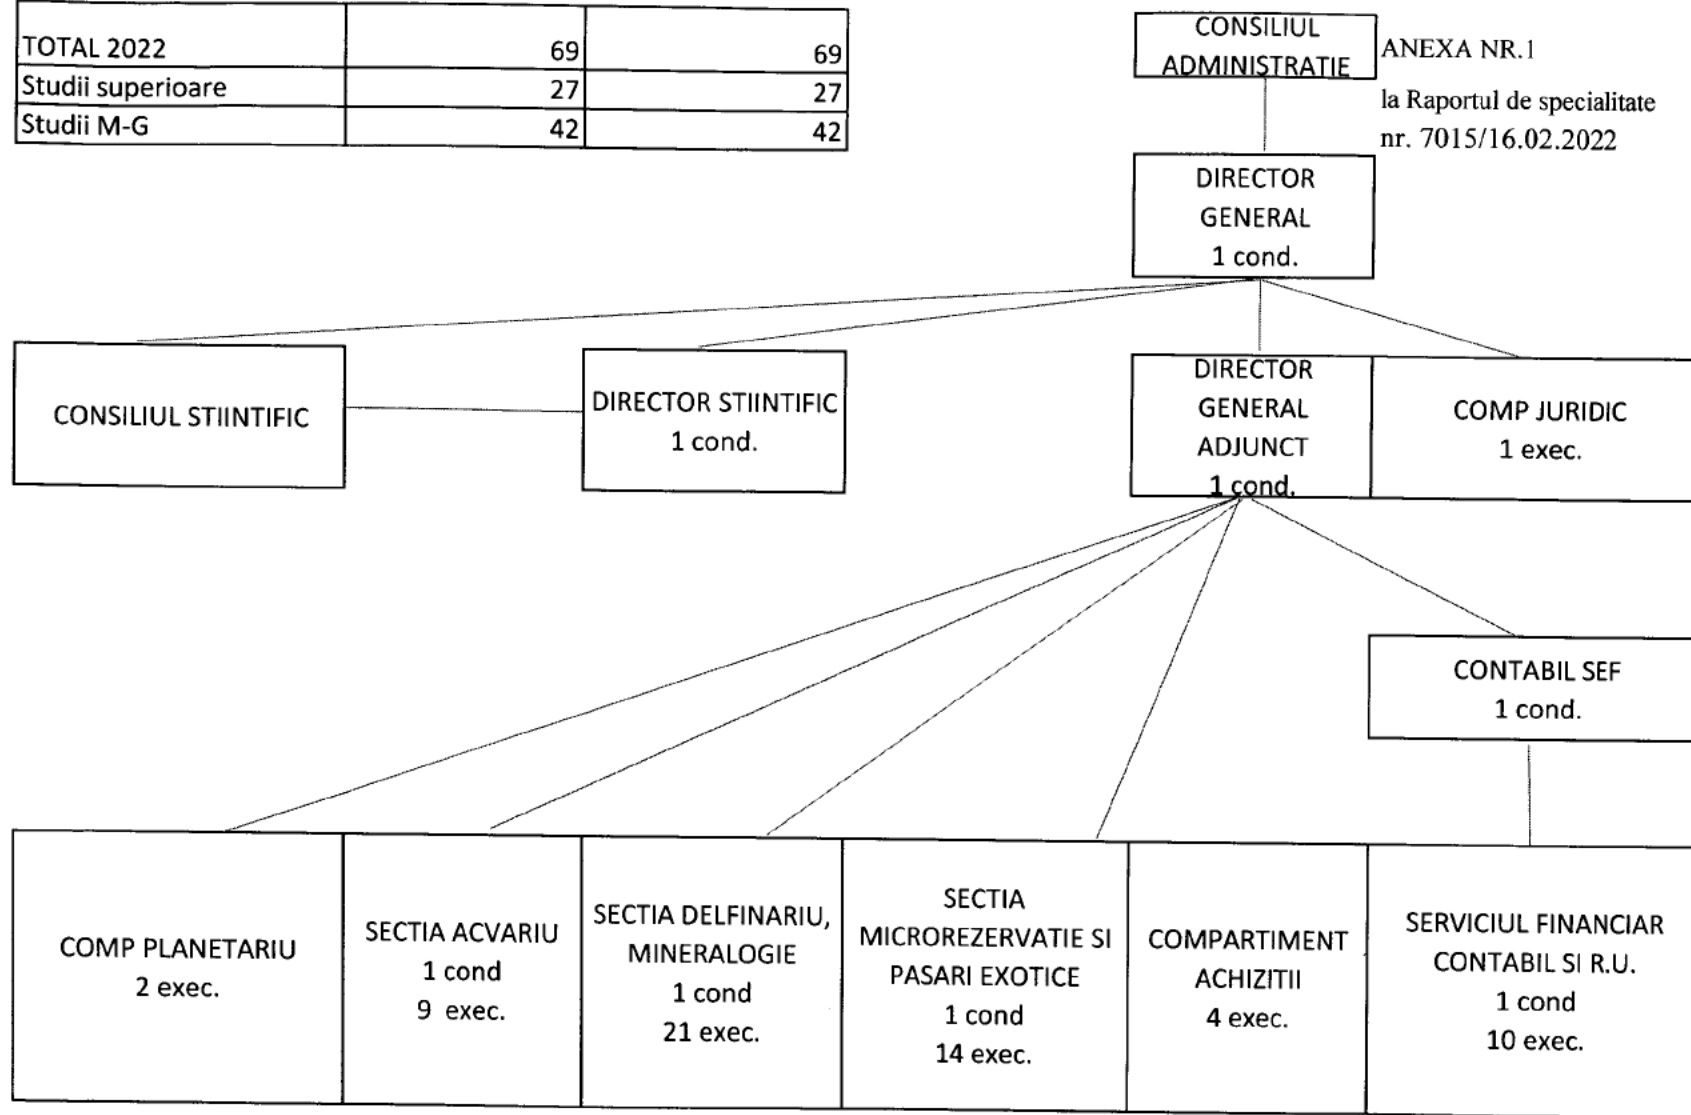 TOTAL 2022 69 69
Studii superioare 27 27
Studii M-G 42 42
CONSILIUL
ADMINISTRATIE
ANEXA NR.1
la Raportul de specialitate
nr. 7015/16.02.2022
DIRECTOR
GENERAL
1 cond.
CONSILIUL STIINTIFIC
DIRECTOR STIINTIFIC
1 cond.
DIRECTOR
GENERAL
ADJUNCT
1 cond.
COMP JURIDIC
1 exec.
CONTABIL SEF
1 cond.
COMP PLANETARIU
2 exec.
SECTIA ACVARIU
1 cond
9 exec.
SECTIA DELFINARIU,
MINERALOGIE
1 cond
21 exec.
SECTIA
MICROREZERVATIE SI
PASARI EXOTICE
1 cond
14 exec.
COMPARTIMENT
ACHIZITII
4 exec.
SERVICIUL FINANCIAR
CONTABIL SI R.U.
1 cond
10 exec.